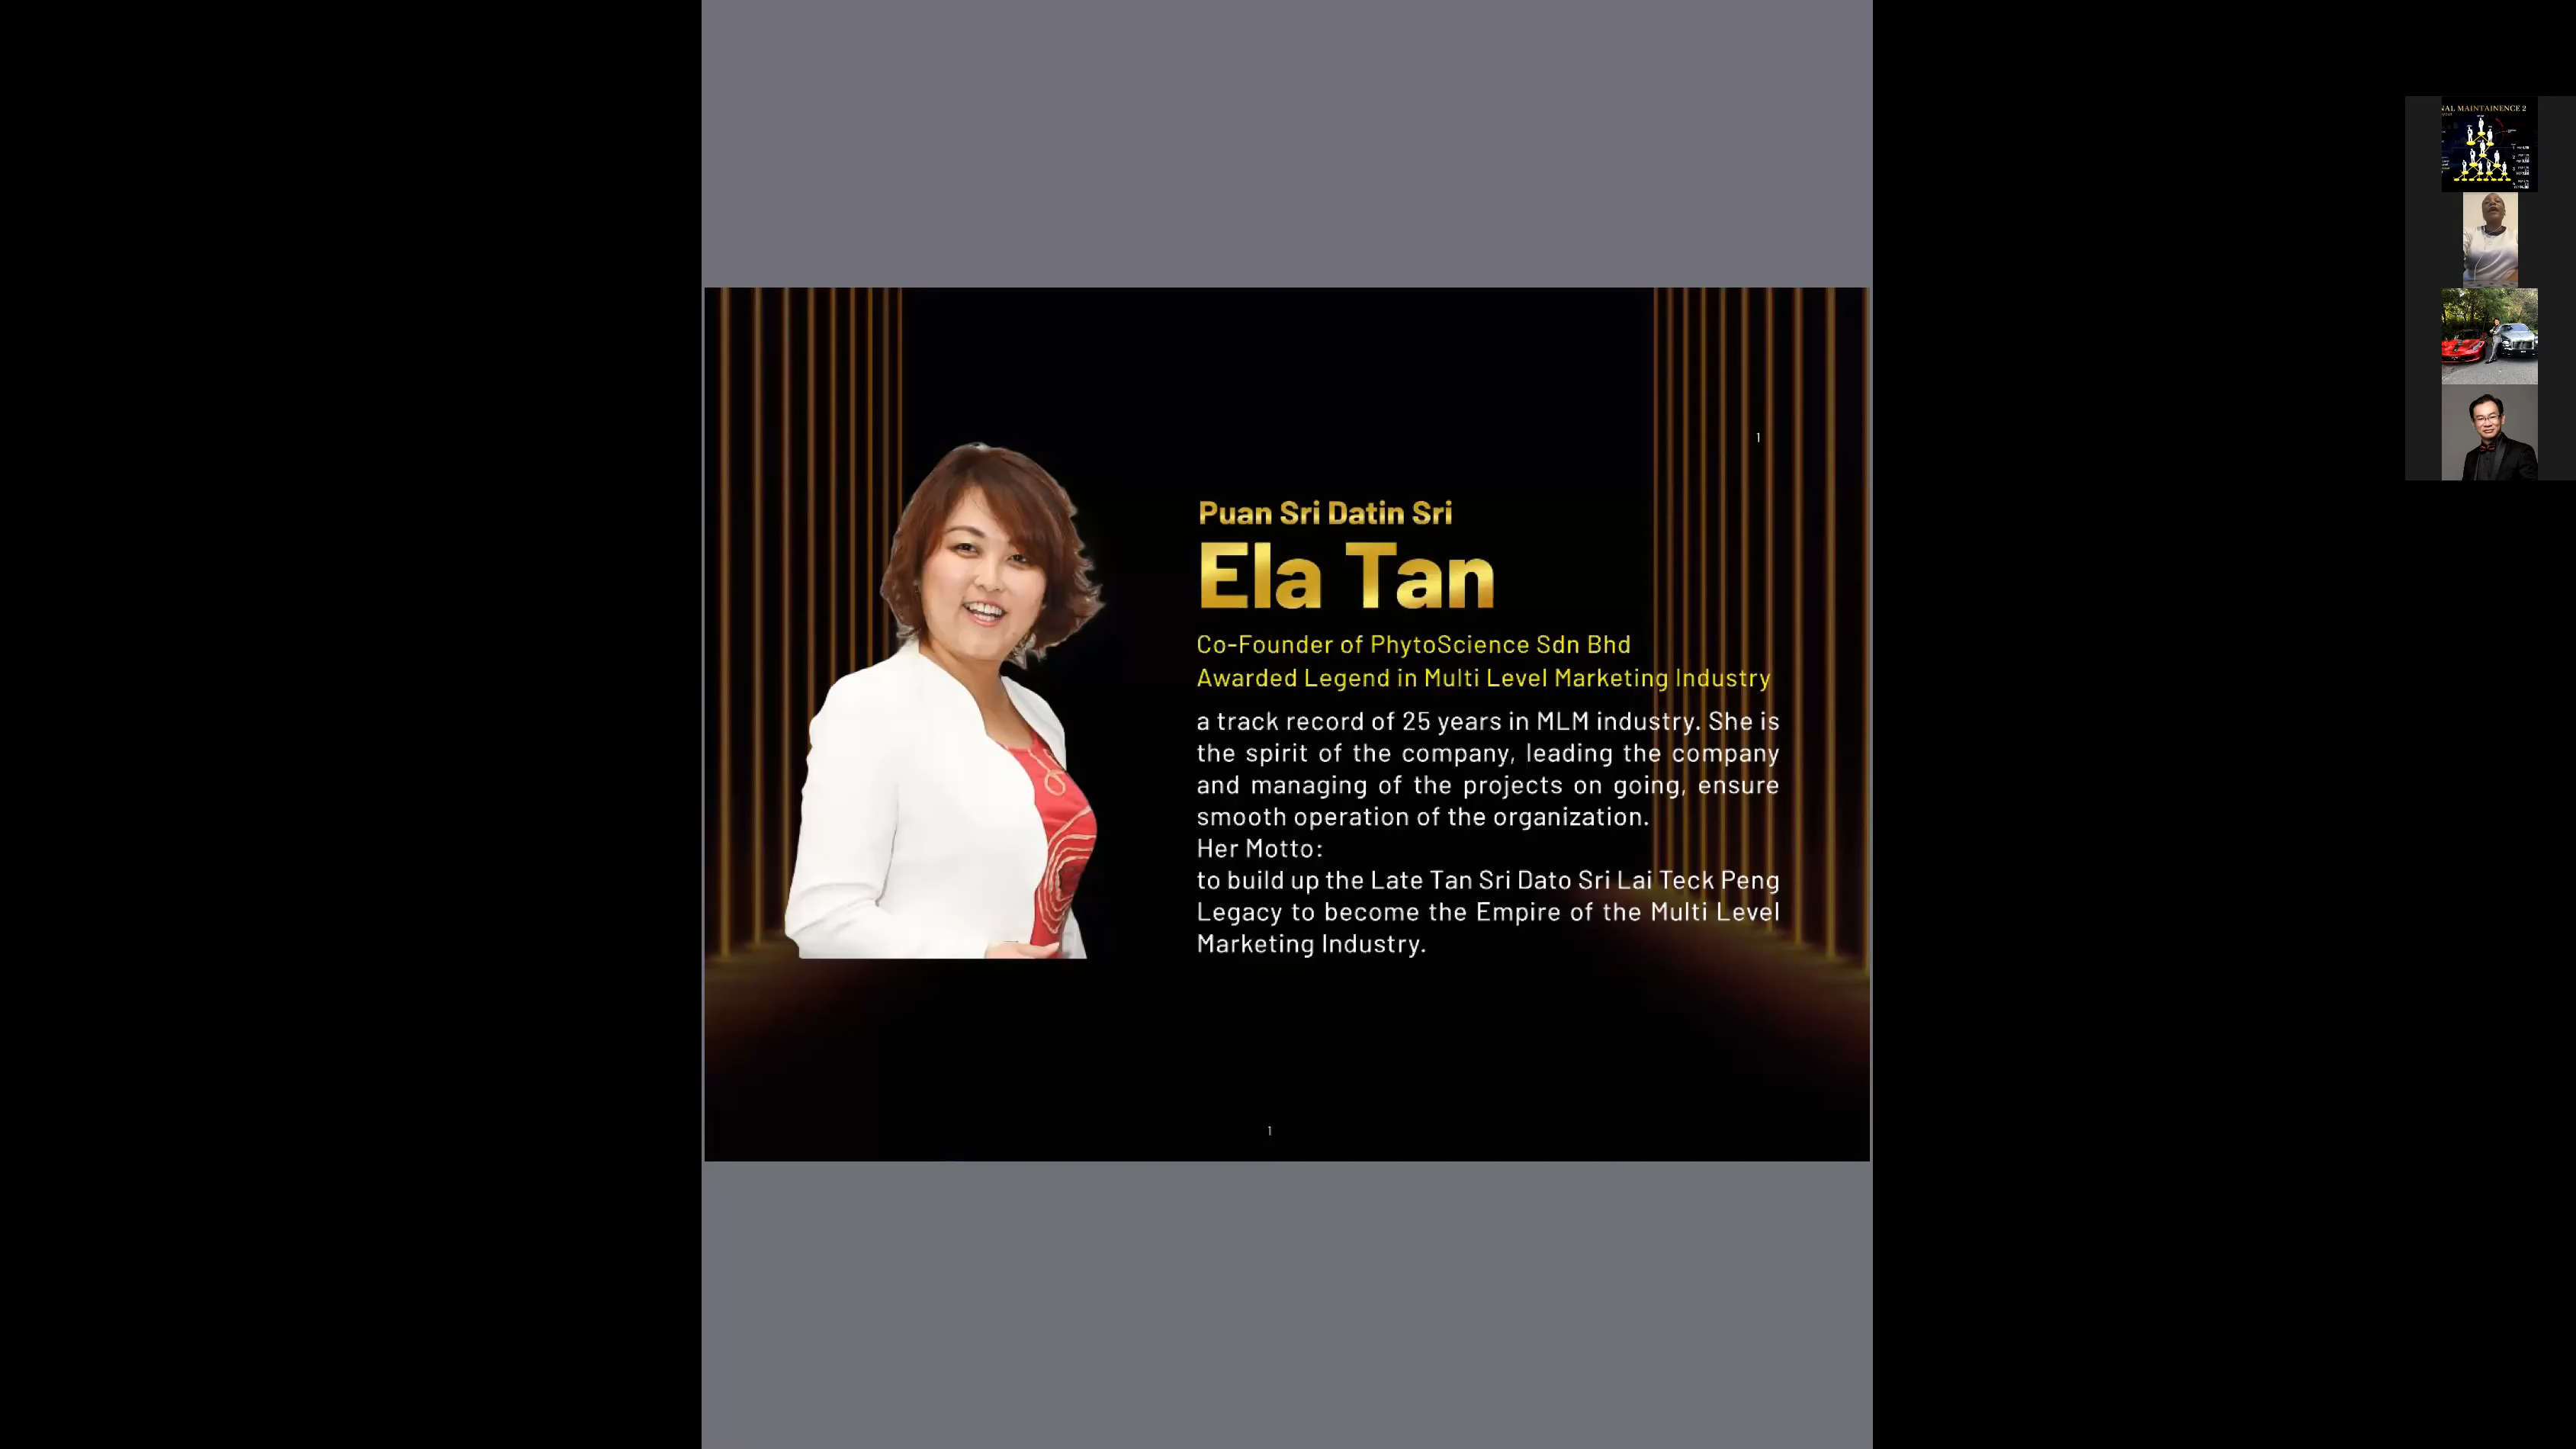 1
Puan Sri Datin Sri
Ela Tan
Co-Founder of PhytoScience Sdn Bhd
Awarded Legend in Multi Level Marketing Industry
a track record of 25 years in MLM industry. She is
the spirit of the company, leading the company
and managing of the projects on going, ensure
smooth operation of the organization.
Her Motto:
to build up the Late Tan Sri Dato Sri Lai Teck Peng
Legacy to become the Empire of the Multi Level
Marketing Industry.
1
MAINTAINENCE 2